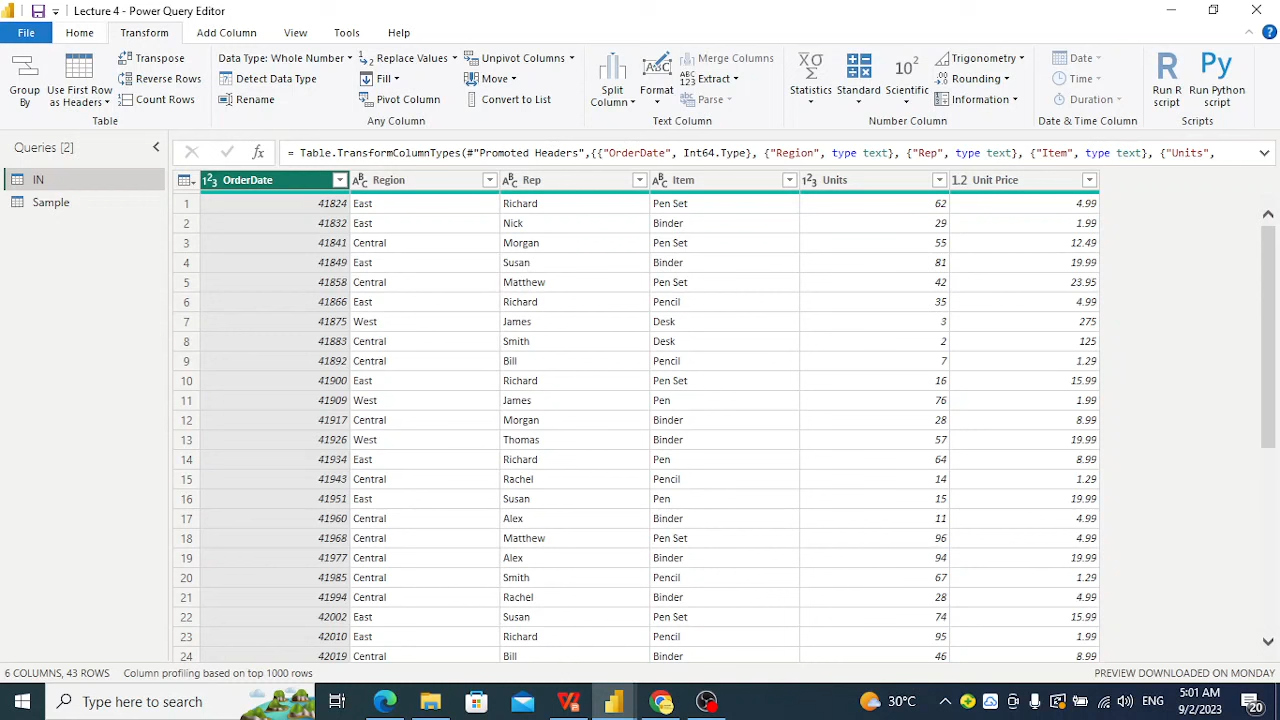 Lecture 4 - Power Query Editor
File Home Transform Add Column View Tools Help
Group By
Use First Row as Headers
Transpose
Reverse Rows
Count Rows
Table
Data Type: Whole Number
Detect Data Type
Rename
Replace Values
Fill
Pivot Column
Unpivot Columns
Move
Convert to List
Any Column
Split Column
Format
Merge Columns
Extract
Parse
Text Column
Statistics
Standard
Scientific
Trigonometry
Rounding
Information
Number Column
Date
Time
Duration
Date & Time Column
Run R script
Run Python script
Scripts
Queries [2]
IN
Sample
= Table.TransformColumnTypes(#"Promoted Headers",{{"OrderDate", Int64.Type}, {"Region", type text}, {"Rep", type text}, {"Item", type text}, {"Units",
OrderDate Region Rep Item Units Unit Price
1 41824 East Richard Pen Set 62 4.99
2 41832 East Nick Binder 29 1.99
3 41841 Central Morgan Pen Set 55 12.49
4 41849 East Susan Binder 81 19.99
5 41858 Central Matthew Pen Set 42 23.95
6 41866 East Richard Pencil 35 4.99
7 41875 West James Desk 3 275
8 41883 Central Smith Desk 2 125
9 41892 Central Bill Pencil 7 1.29
10 41900 East Richard Pen Set 16 15.99
11 41909 West James Pen 76 1.99
12 41917 Central Morgan Binder 28 8.99
13 41926 West Thomas Binder 57 19.99
14 41934 East Richard Pen 64 8.99
15 41943 Central Rachel Pencil 14 1.29
16 41951 East Susan Pen 15 19.99
17 41960 Central Alex Binder 11 4.99
18 41968 Central Matthew Pen Set 96 4.99
19 41977 Central Alex Binder 94 19.99
20 41985 Central Smith Pencil 67 1.29
21 41994 Central Rachel Binder 28 4.99
22 42002 East Susan Pen Set 74 15.99
23 42010 East Richard Pencil 95 1.99
24 42019 Central Bill Binder 46 8.99
6 COLUMNS, 43 ROWS Column profiling based on top 1000 rows PREVIEW DOWNLOADED ON MONDAY
Type here to search
30°C
ENG
5:01 AM
9/2/2023
20